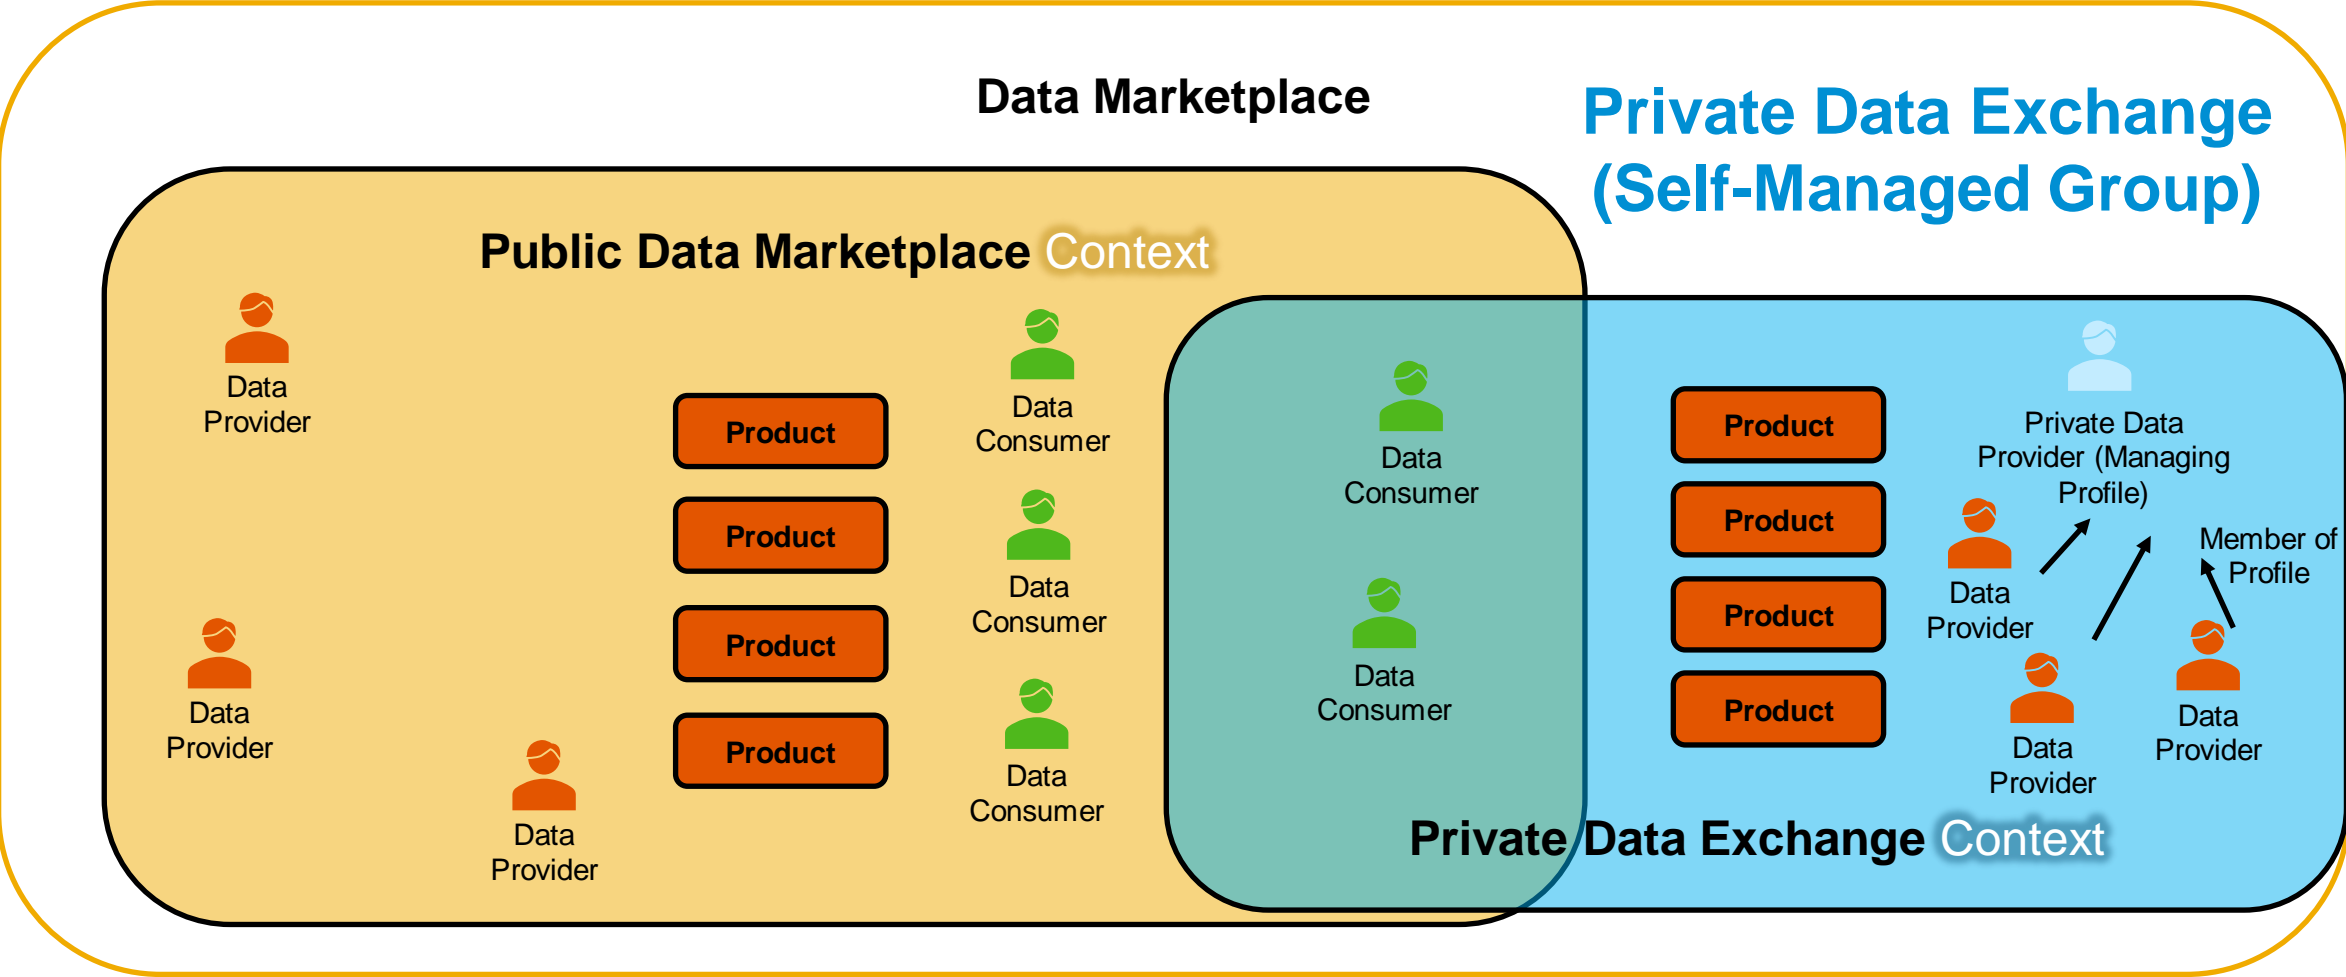 Data Marketplace
Private Data Exchange
(Self-Managed Group)
Public Data Marketplace Context
Data
Provider
Data
Provider
Data
Provider
Product
Product
Product
Product
Data
Consumer
Data
Consumer
Data
Consumer
Data
Consumer
Data
Consumer
Product
Product
Product
Product
Private Data
Provider (Managing
Profile)
Member of
Profile
Data
Provider
Data
Provider
Data
Provider
Private Data Exchange Context